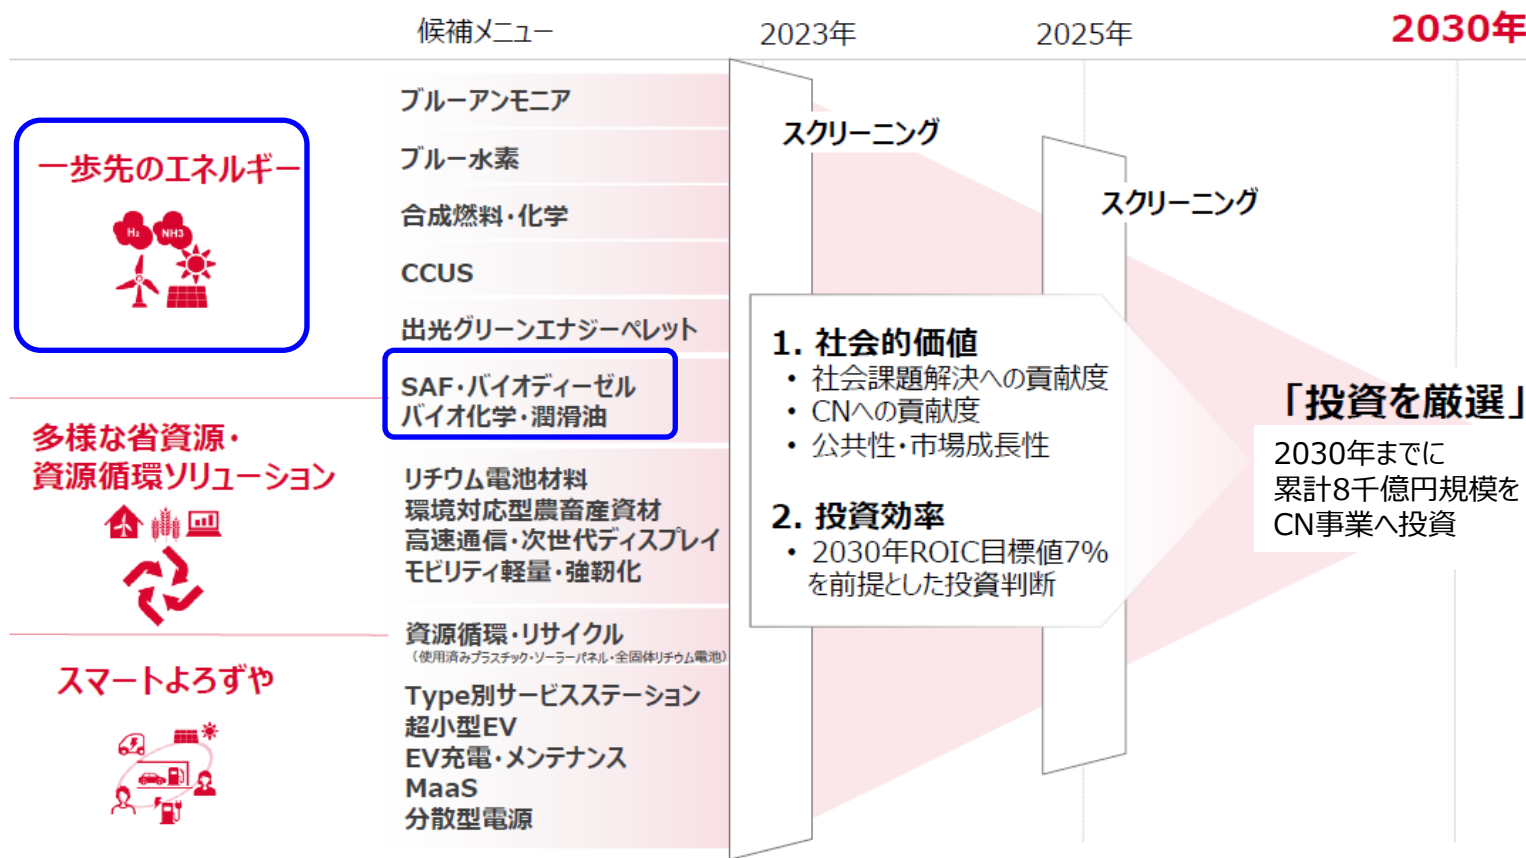 候補メニュー
2023年
2025年
2030年
一歩先のエネルギー
H₂
NH3
多様な省資源・
資源循環ソリューション
スマートよろずや
ブルーアンモニア
ブルー水素
合成燃料・化学
CCUS
出光グリーンエナジーペレット
SAF・バイオディーゼル
バイオ化学・潤滑油
リチウム電池材料
環境対応型農畜産資材
高速通信・次世代ディスプレイ
モビリティ軽量・強靭化
資源循環・リサイクル
（使用済みプラスチック・ソーラーパネル・全固体リチウム電池）
Type別サービスステーション
超小型EV
EV充電・メンテナンス
MaaS
分散型電源
スクリーニング
スクリーニング
1. 社会的価値
・ 社会課題解決への貢献度
・ CNへの貢献度
・ 公共性・市場成長性
2. 投資効率
・ 2030年ROIC目標値7%
を前提とした投資判断
「投資を厳選」
2030年までに
累計8千億円規模を
CN事業へ投資